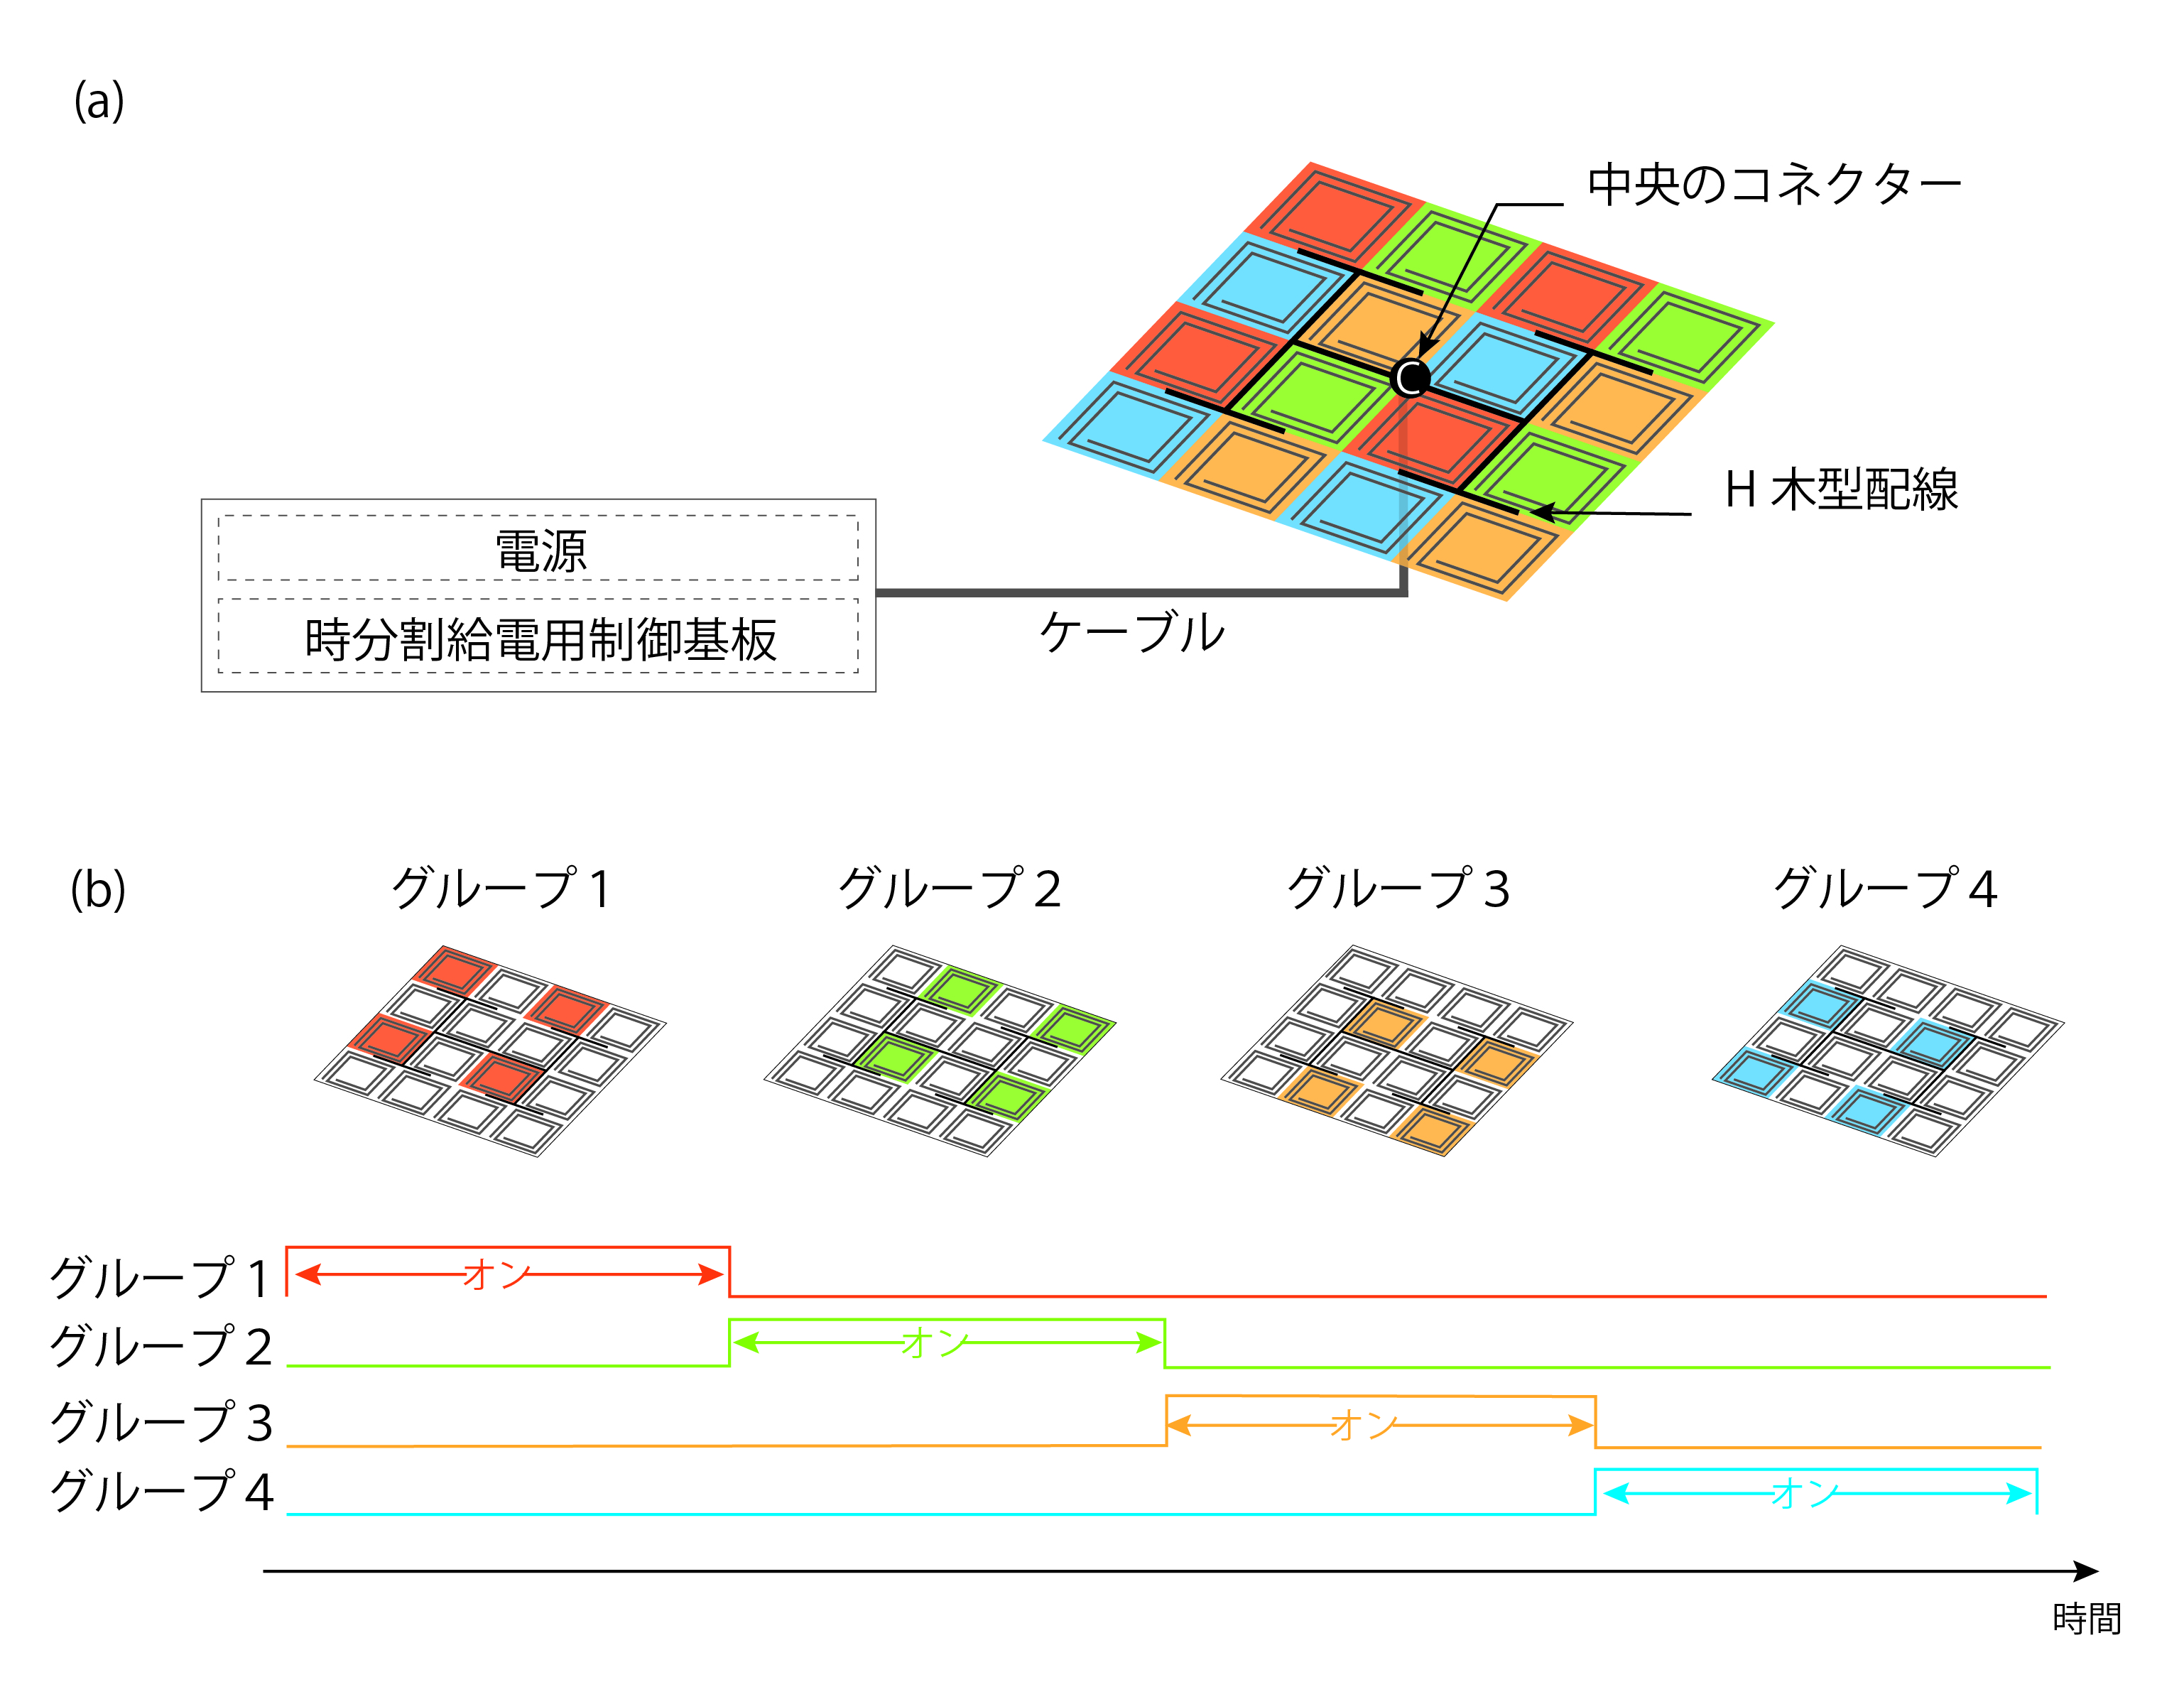 (a)
中央のコネクター
C
H 木型配線
電源
時分割給電用制御基板
ケーブル
(b)
グループ 1
グループ 2
グループ 3
グループ 4
グループ 1
オン
グループ 2
オン
グループ 3
オン
グループ 4
オン
時間